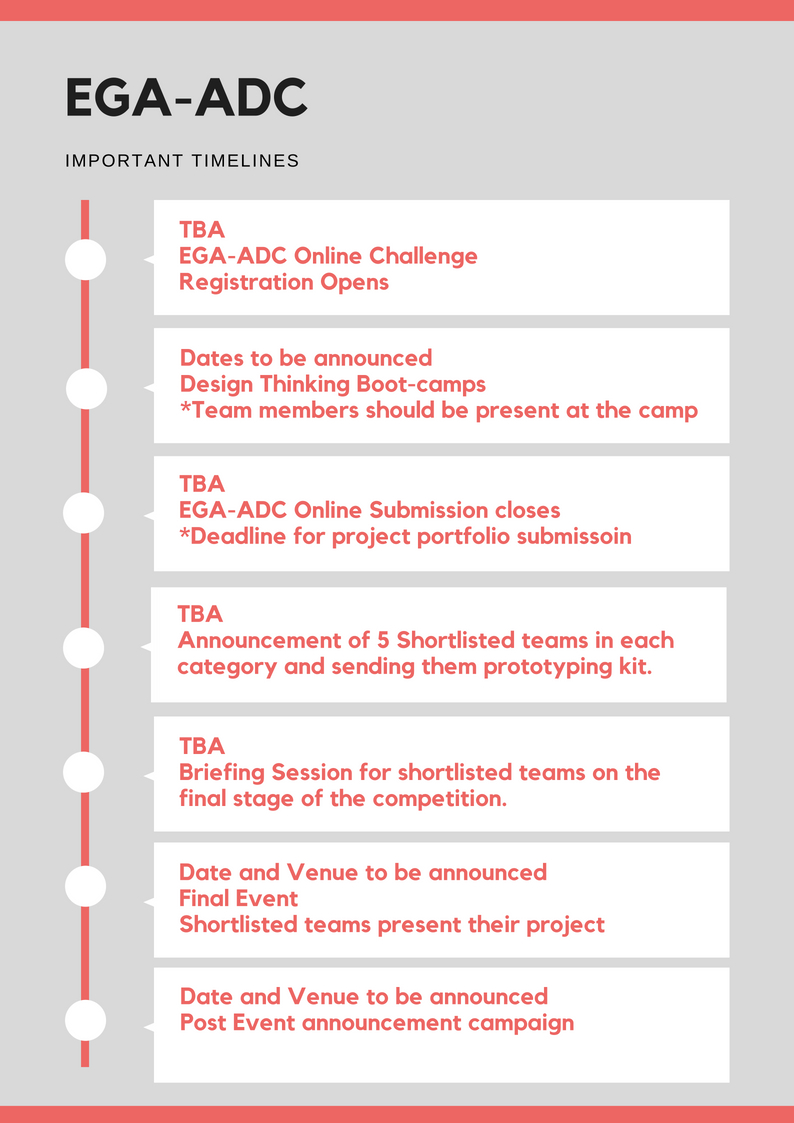 EGA-ADC
IMPORTANT TIMELINES
TBA
EGA-ADC Online Challenge
Registration Opens
Dates to be announced
Design Thinking Boot-camps
*Team members should be present at the camp
TBA
EGA-ADC Online Submission closes
*Deadline for project portfolio submissoin
TBA
Announcement of 5 Shortlisted teams in each
category and sending them prototyping kit.
TBA
Briefing Session for shortlisted teams on the
final stage of the competition.
Date and Venue to be announced
Final Event
Shortlisted teams present their project
Date and Venue to be announced
Post Event announcement campaign